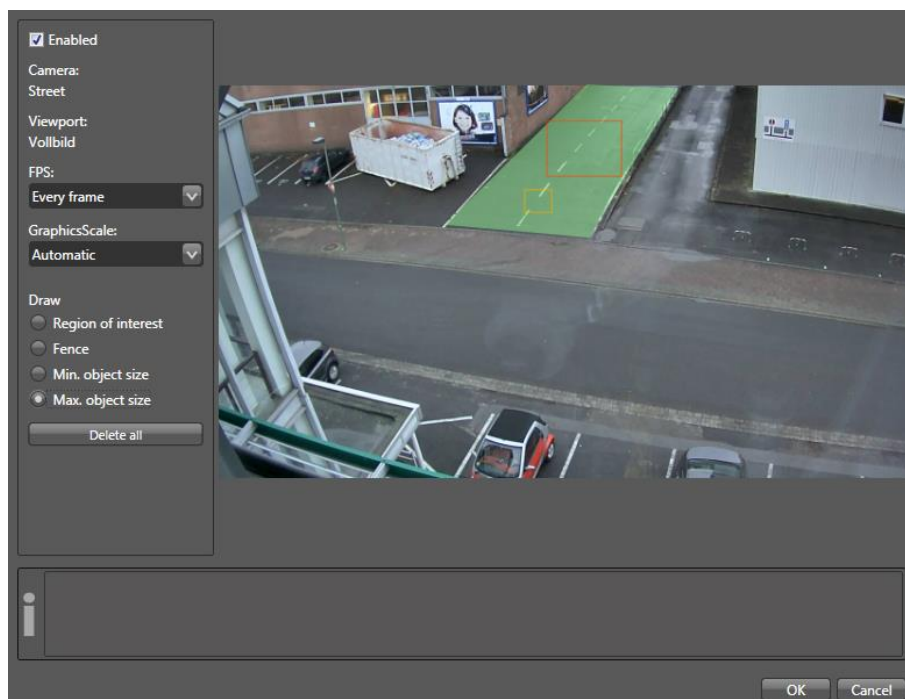 Enabled
Camera:
Street
Viewport:
Vollbild
FPS:
Every frame
GraphicsScale:
Automatic
Draw
Region of interest
Fence
Min. object size
Max. object size
Delete all
OK
Cancel